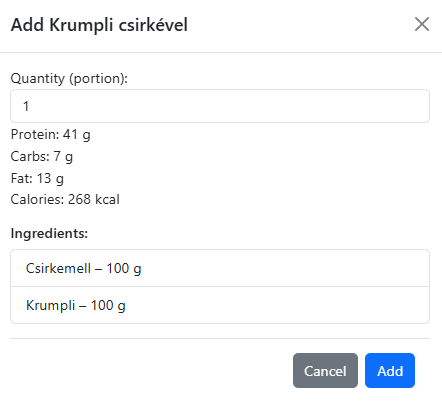 Add Krumpli csirkével
Quantity (portion):
1
Protein: 41 g
Carbs: 7 g
Fat: 13 g
Calories: 268 kcal
Ingredients:
Csirkemell – 100 g
Krumpli – 100 g
Cancel
Add